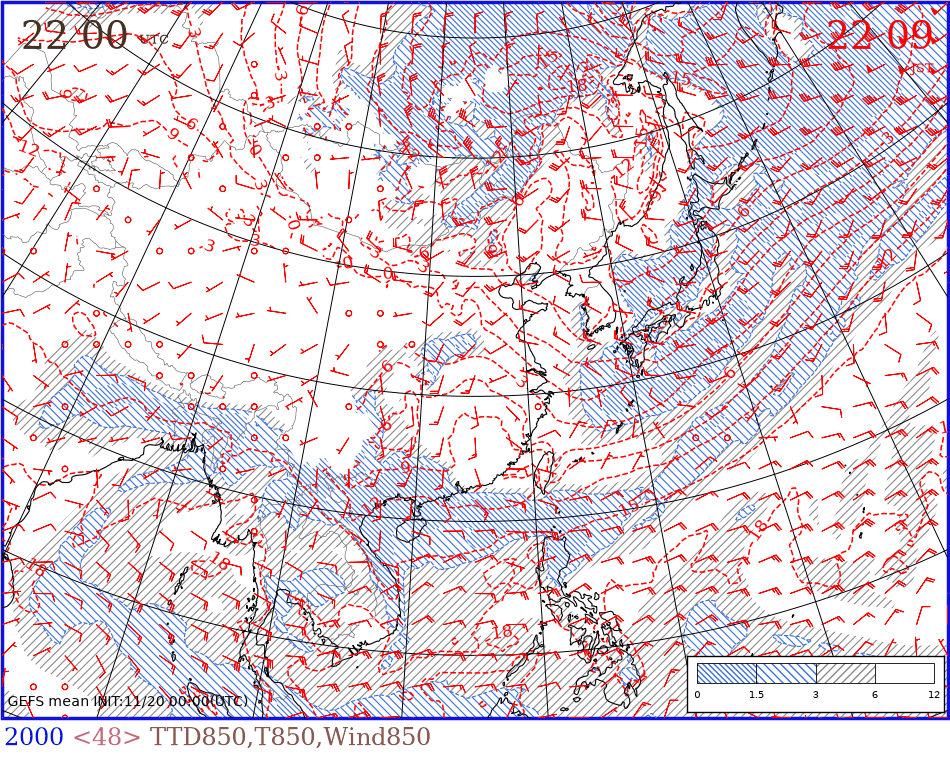 22 00 UTC 22 09
JST
GEFS mean INIT:11/20 00:00(UTC)
0 1.5 3 6 12
2000 <48> TTD850,T850,Wind850